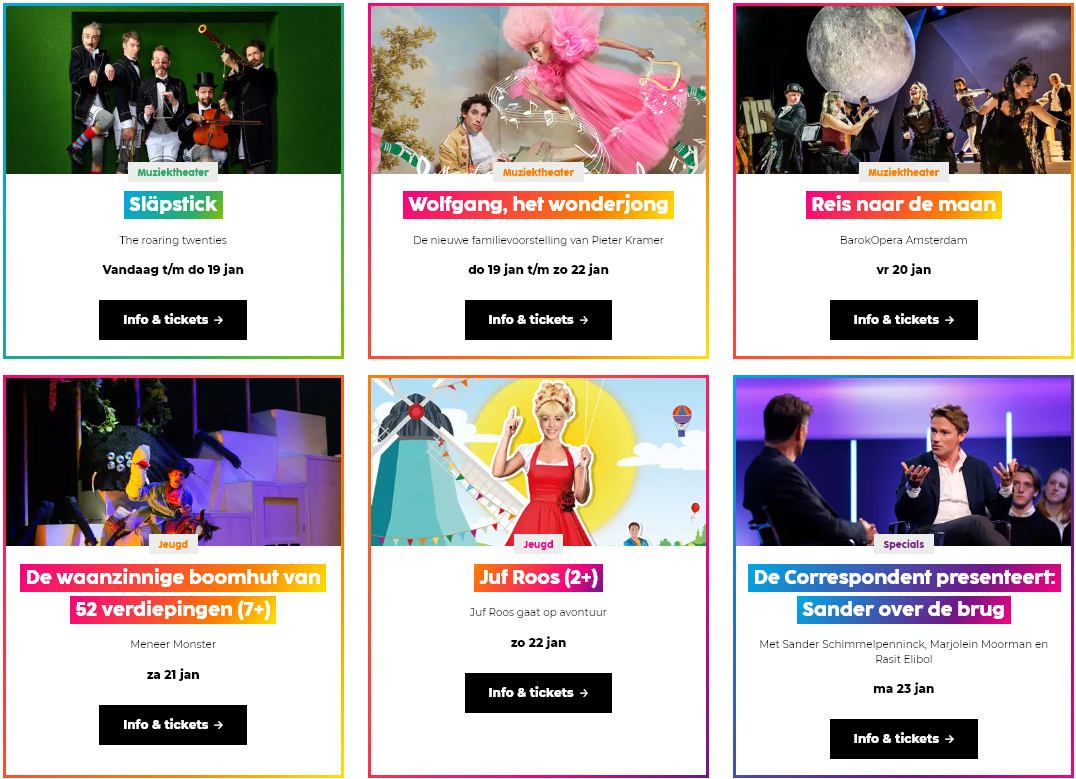 Muziektheater
Släpstick
The roaring twenties
Vandaag t/m do 19 jan
Info & tickets →
Muziektheater
Wolfgang, het wonderjong
De nieuwe familievoorstelling van Pieter Kramer
do 19 jan t/m zo 22 jan
Info & tickets →
Muziektheater
Reis naar de maan
BarokOpera Amsterdam
vr 20 jan
Info & tickets →
Jeugd
De waanzinnige boomhut van
52 verdiepingen (7+)
Meneer Monster
za 21 jan
Info & tickets →
Jeugd
Juf Roos (2+)
Juf Roos gaat op avontuur
zo 22 jan
Info & tickets →
Specials
De Correspondent presenteert:
Sander over de brug
Met Sander Schimmelpenninck, Marjolein Moorman en
Rasit Elibol
ma 23 jan
Info & tickets →